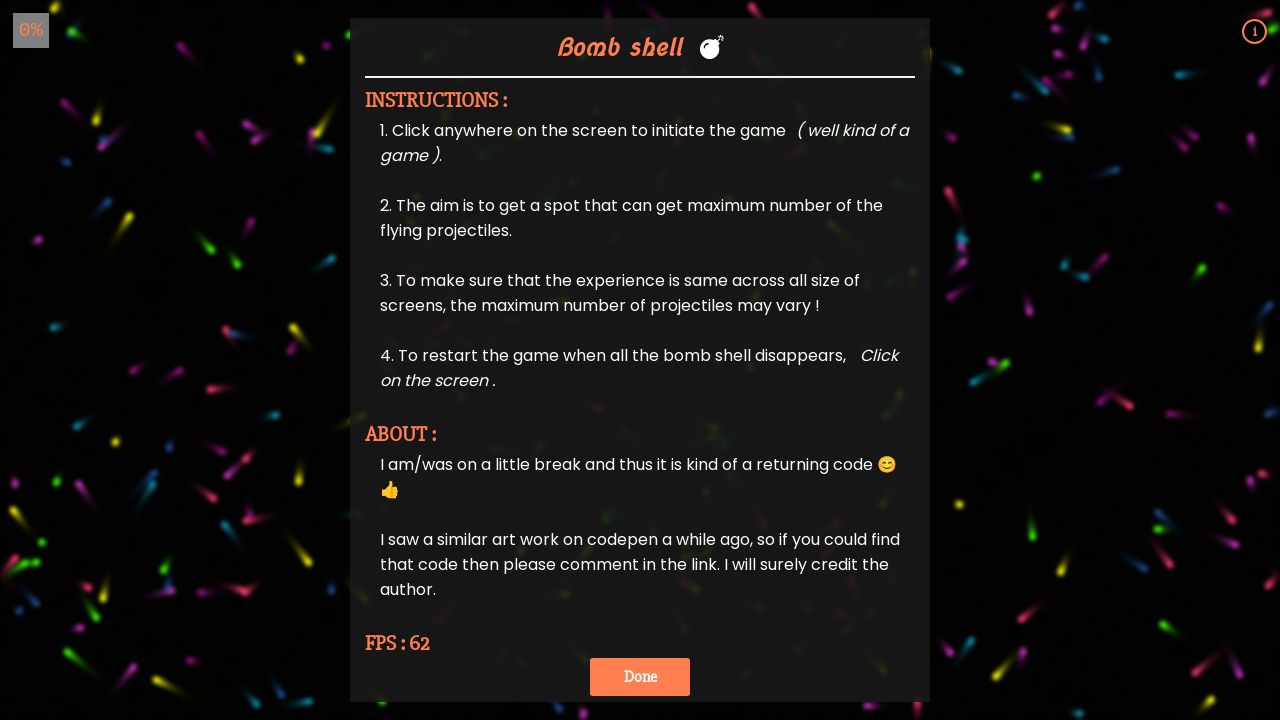 0%
i
Bomb shell 💣
INSTRUCTIONS :
1. Click anywhere on the screen to initiate the game ( well kind of a
game ).
2. The aim is to get a spot that can get maximum number of the
flying projectiles.
3. To make sure that the experience is same across all size of
screens, the maximum number of projectiles may vary !
4. To restart the game when all the bomb shell disappears, Click
on the screen .
ABOUT :
I am/was on a little break and thus it is kind of a returning code 😊
👍
I saw a similar art work on codepen a while ago, so if you could find
that code then please comment in the link. I will surely credit the
author.
FPS : 62
Done